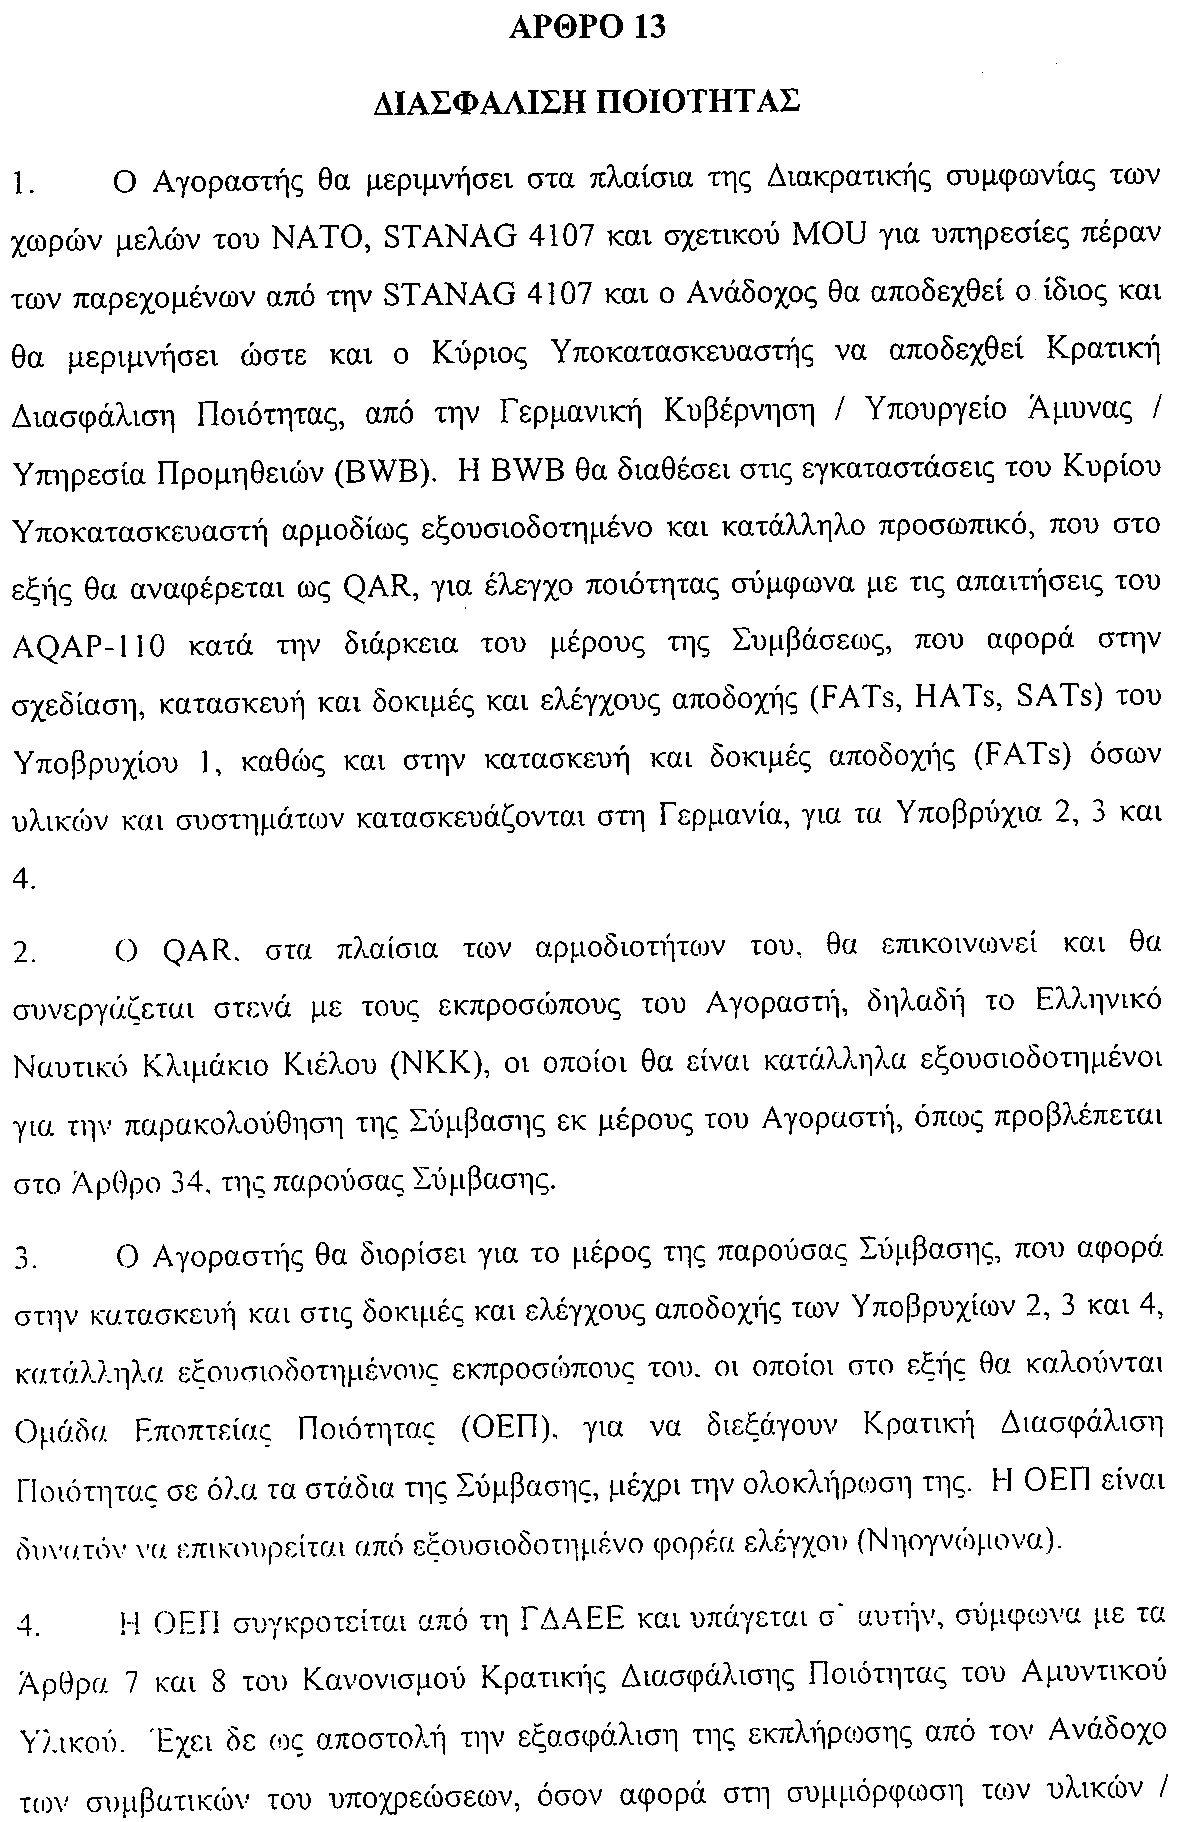 ΑΡΘΡΟ 13
ΔΙΑΣΦΑΛΙΣΗ ΠΟΙΟΤΗΤΑΣ
1. Ο Αγοραστής θα μεριμνήσει στα πλαίσια της Διακρατικής συμφωνίας των
χωρών μελών του ΝΑΤΟ, STANAG 4107 και σχετικού MOU για υπηρεσίες πέραν
των παρεχομένων από την STANAG 4107 και ο Ανάδοχος θα αποδεχθεί ο ίδιος και
θα μεριμνήσει ώστε και ο Κύριος Υποκατασκευαστής να αποδεχθεί Κρατική
Διασφάλιση Ποιότητας, από την Γερμανική Κυβέρνηση / Υπουργείο Άμυνας /
Υπηρεσία Προμηθειών (BWB). Η BWB θα διαθέσει στις εγκαταστάσεις του Κυρίου
Υποκατασκευαστή αρμοδίως εξουσιοδοτημένο και κατάλληλο προσωπικό, που στο
εξής θα αναφέρεται ως QAR, για έλεγχο ποιότητας σύμφωνα με τις απαιτήσεις του
AQAP-110 κατά την διάρκεια του μέρους της Συμβάσεως, που αφορά στην
σχεδίαση, κατασκευή και δοκιμές και ελέγχους αποδοχής (FATs, HATs, SATs) του
Υποβρυχίου 1, καθώς και στην κατασκευή και δοκιμές αποδοχής (FATs) όσων
υλικών και συστημάτων κατασκευάζονται στη Γερμανία, για τα Υποβρύχια 2, 3 και
4.
2. Ο QAR, στα πλαίσια των αρμοδιοτήτων του, θα επικοινωνεί και θα
συνεργάζεται στενά με τους εκπροσώπους του Αγοραστή, δηλαδή το Ελληνικό
Ναυτικό Κλιμάκιο Κιέλου (ΝΚΚ), οι οποίοι θα είναι κατάλληλα εξουσιοδοτημένοι
για την παρακολούθηση της Σύμβασης εκ μέρους του Αγοραστή, όπως προβλέπεται
στο Άρθρο 34, της παρούσας Σύμβασης.
3. Ο Αγοραστής θα διορίσει για το μέρος της παρούσας Σύμβασης, που αφορά
στην κατασκευή και στις δοκιμές και ελέγχους αποδοχής των Υποβρυχίων 2, 3 και 4,
κατάλληλα εξουσιοδοτημένους εκπροσώπους του, οι οποίοι στο εξής θα καλούνται
Ομάδα Εποπτείας Ποιότητας (ΟΕΠ), για να διεξάγουν Κρατική Διασφάλιση
Ποιότητας σε όλα τα στάδια της Σύμβασης, μέχρι την ολοκλήρωση της. Η ΟΕΠ είναι
δυνατόν να επικουρείται από εξουσιοδοτημένο φορέα ελέγχου (Νηογνώμονα).
4. Η ΟΕΠ συγκροτείται από τη ΓΔΑΕΕ και υπάγεται σ' αυτήν, σύμφωνα με τα
Άρθρα 7 και 8 του Κανονισμού Κρατικής Διασφάλισης Ποιότητας του Αμυντικού
Υλικού. Έχει δε ως αποστολή την εξασφάλιση της εκπλήρωσης από τον Ανάδοχο
των συμβατικών του υποχρεώσεων, όσον αφορά στη συμμόρφωση των υλικών /